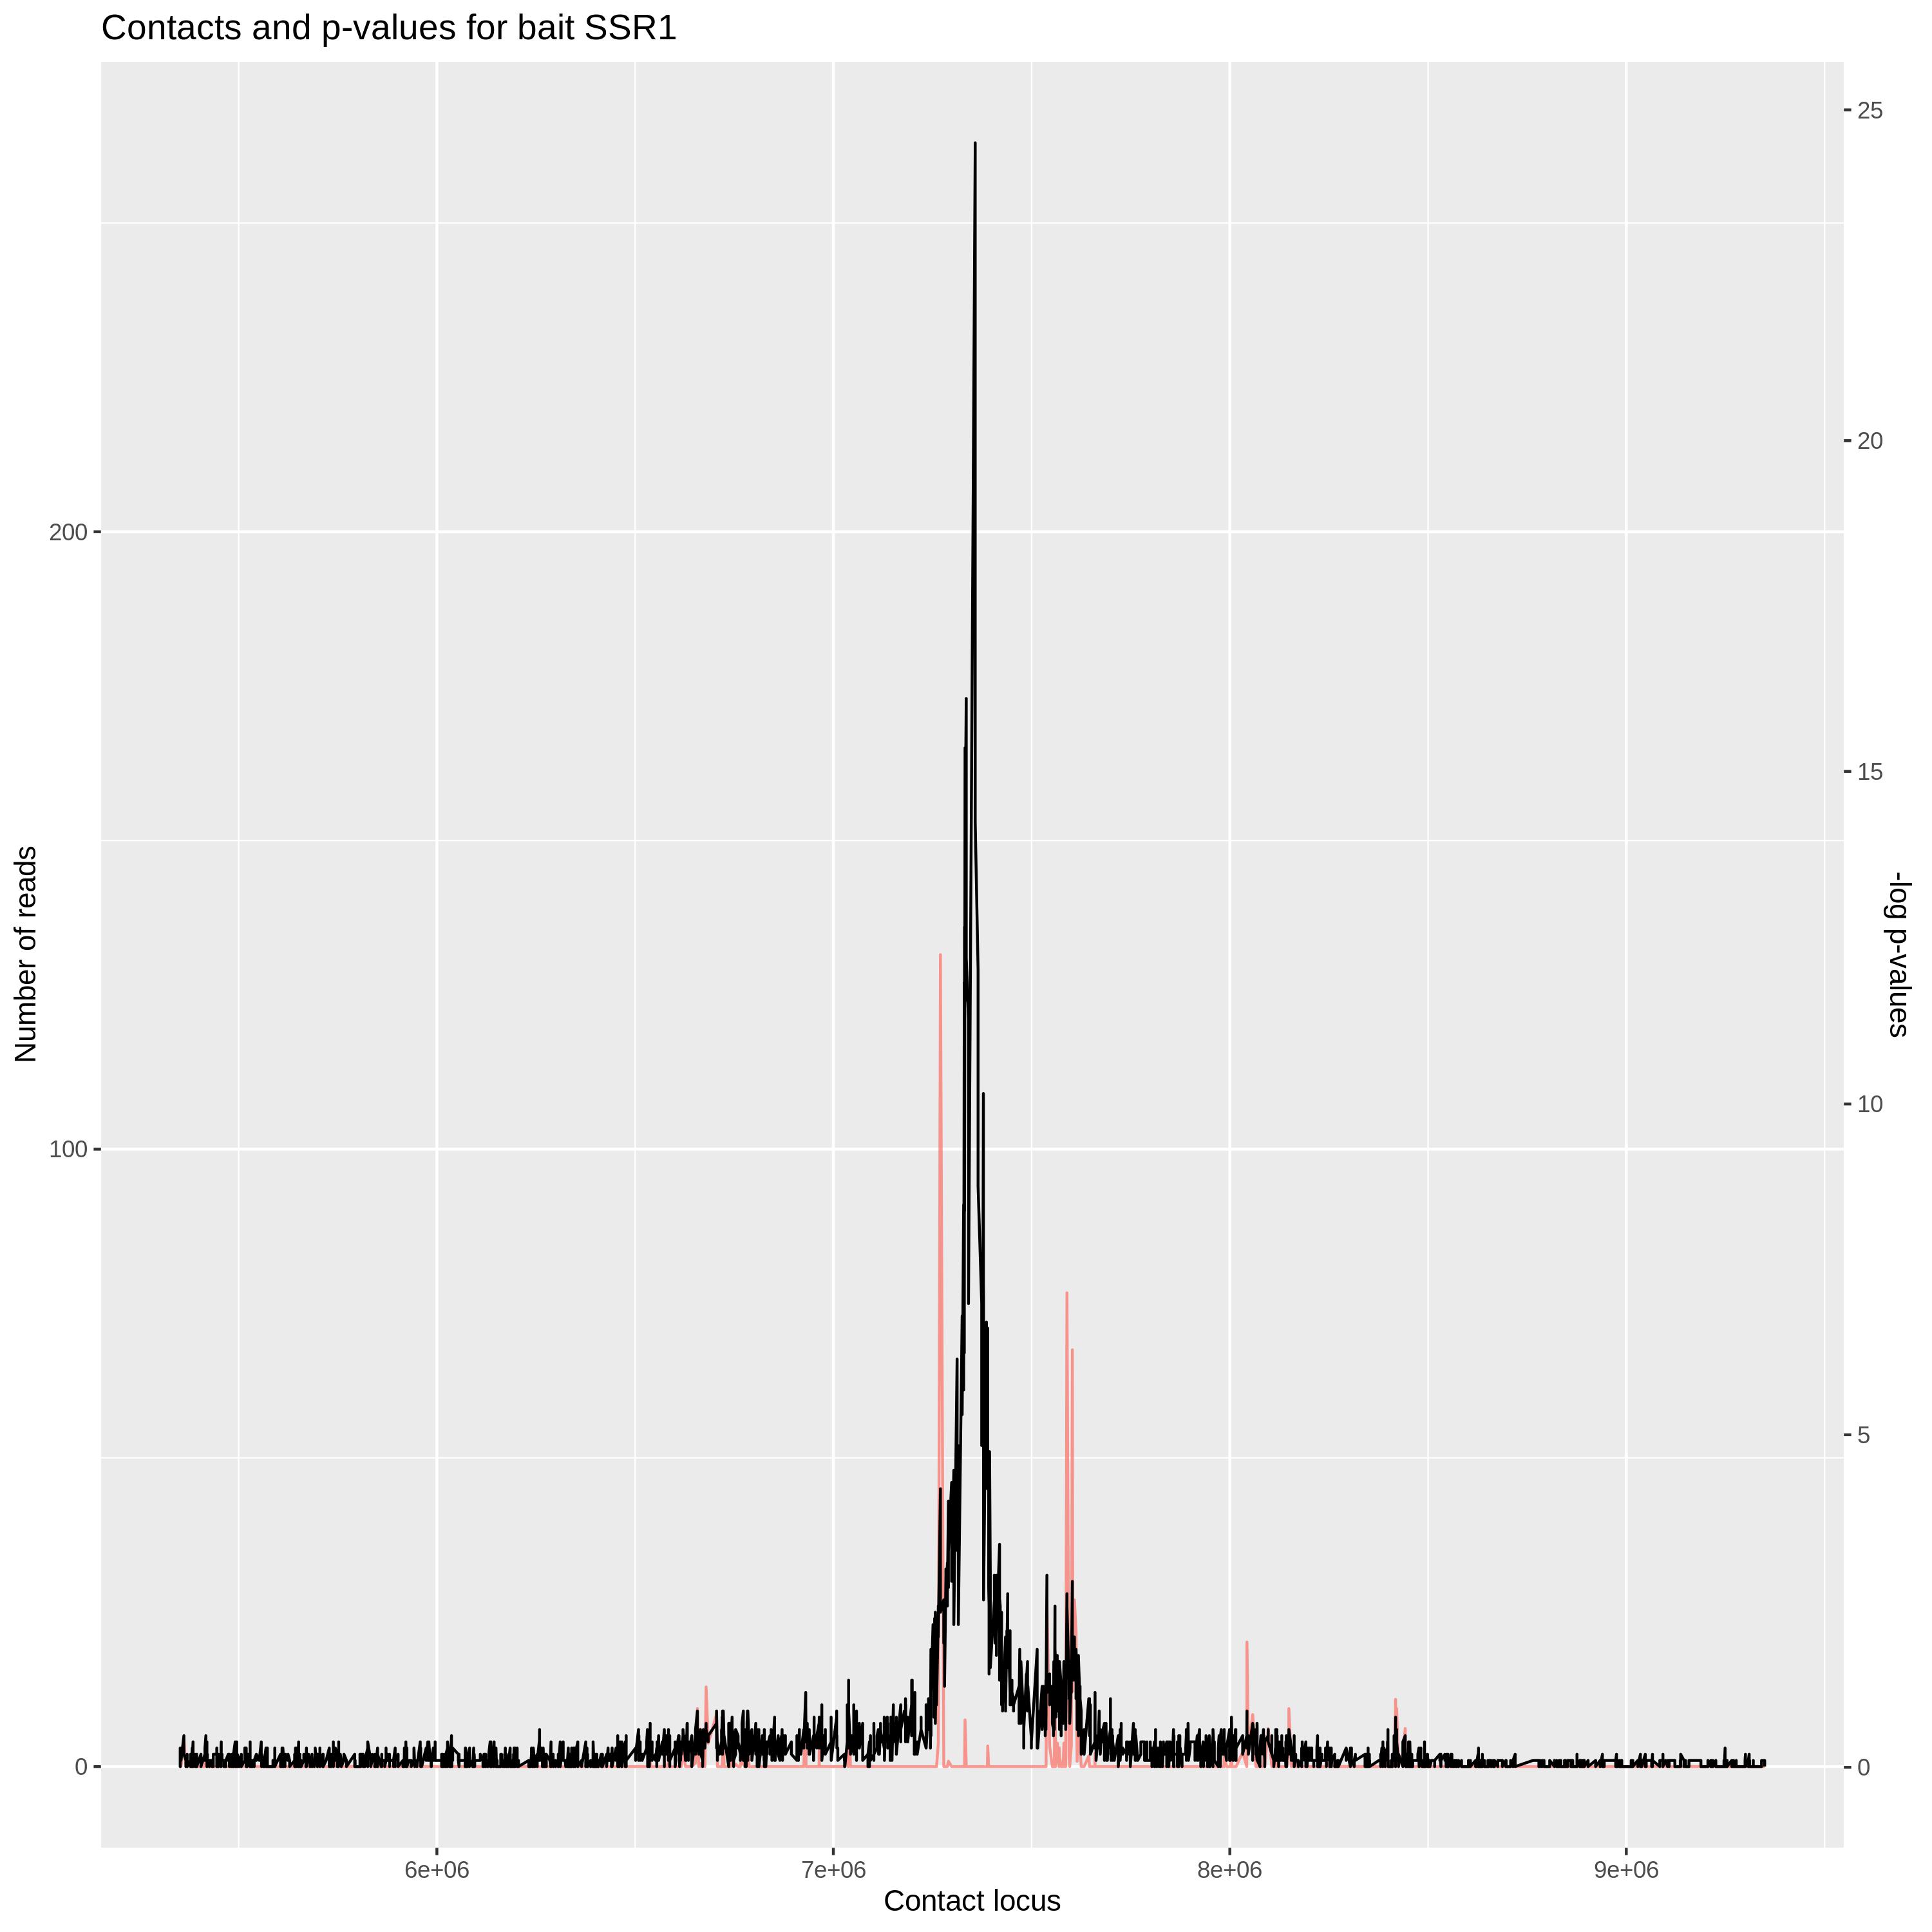 Contacts and p-values for bait SSR1
25
20
200
15
Number of reads
-log p-values
10
100
5
0
0
6e+06
7e+06
8e+06
9e+06
Contact locus